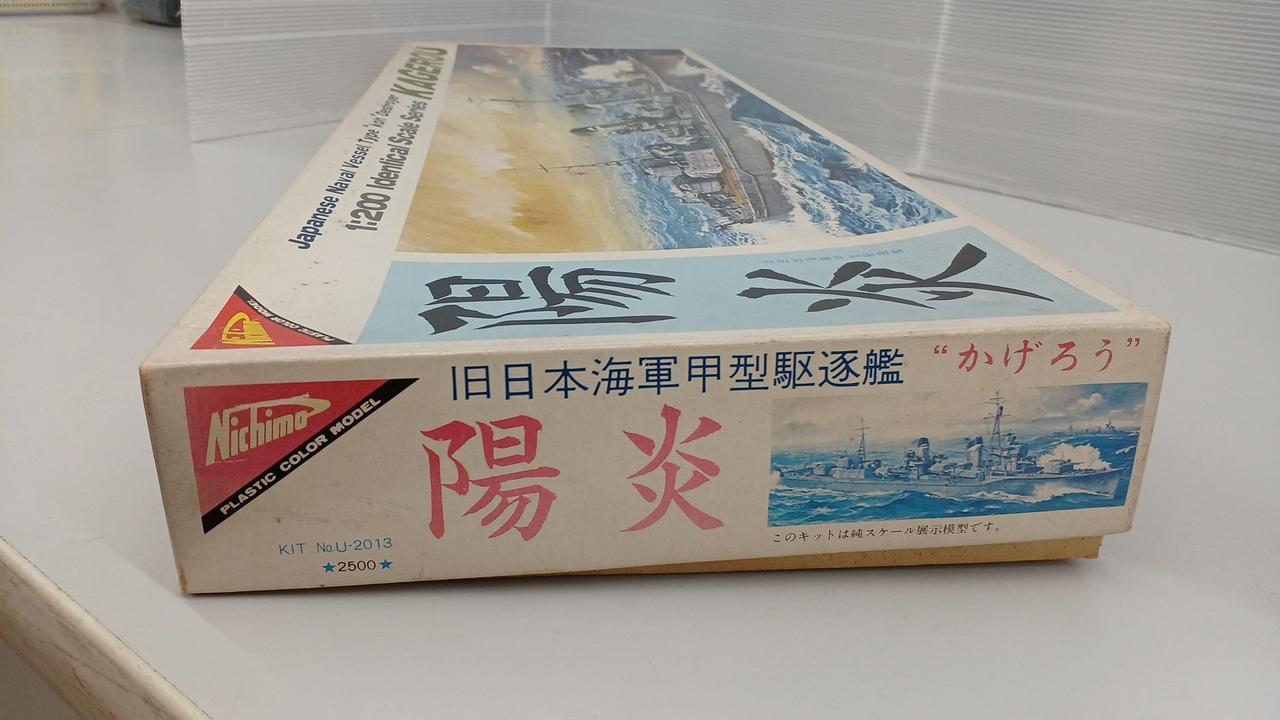 Japanese Naval Vessel Type 'koh' Destroyer
1:200 Identical Scale Series KAGEROU
陽炎
Nichimo
PLASTIC COLOR MODEL
旧日本海軍甲型駆逐艦
“かげろう”
陽炎
このキットは純スケール展示模型です。
KIT No.U-2013
★2500★